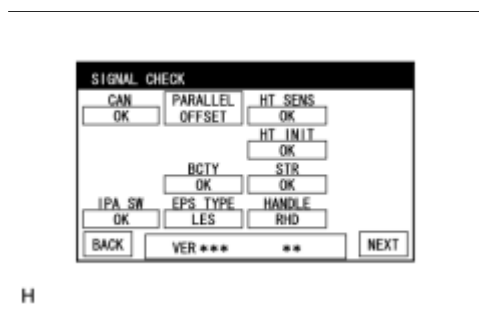 SIGNAL CHECK
CAN PARALLEL HT SENS
OK OFFSET OK
HT INIT
OK
BCTY STR
OK OK
IPA SW EPS TYPE HANDLE
OK LES RHD
BACK VER *** ** NEXT
H